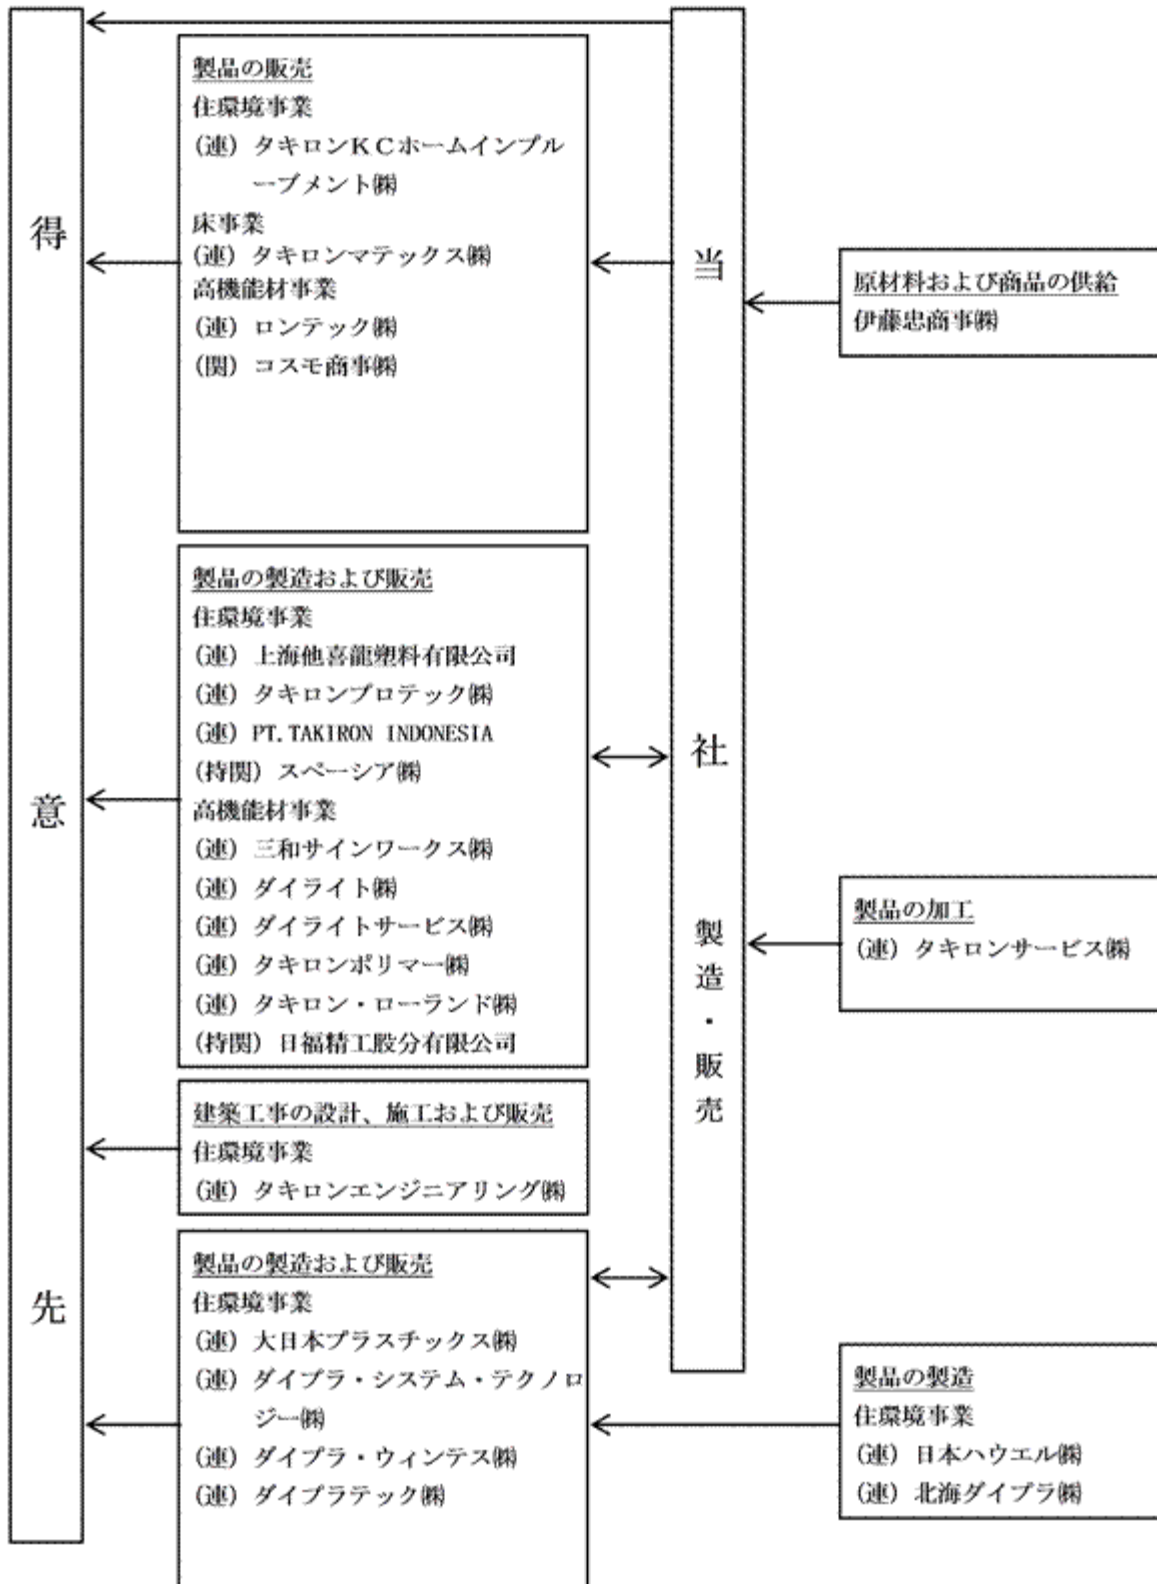 得意先
製品の販売
住環境事業
(連) タキロンKCホームインプル
ーブメント㈱
床事業
(連) タキロンマテックス㈱
高機能材事業
(連) ロンテック㈱
(関) コスモ商事㈱
製品の製造および販売
住環境事業
(連) 上海他喜龍塑料有限公司
(連) タキロンプロテック㈱
(連) PT.TAKIRON INDONESIA
(持関) スペーシア㈱
高機能材事業
(連) 三和サインワークス㈱
(連) ダイライト㈱
(連) ダイライトサービス㈱
(連) タキロンポリマー㈱
(連) タキロン・ローランド㈱
(持関) 日福精工股分有限公司
建築工事の設計、施工および販売
住環境事業
(連) タキロンエンジニアリング㈱
製品の製造および販売
住環境事業
(連) 大日本プラスチックス㈱
(連) ダイプラ・システム・テクノロ
ジー㈱
(連) ダイプラ・ウィンテス㈱
(連) ダイプラテック㈱
当社
製造・販売
原材料および商品の供給
伊藤忠商事㈱
製品の加工
(連) タキロンサービス㈱
製品の製造
住環境事業
(連) 日本ハウエル㈱
(連) 北海ダイプラ㈱